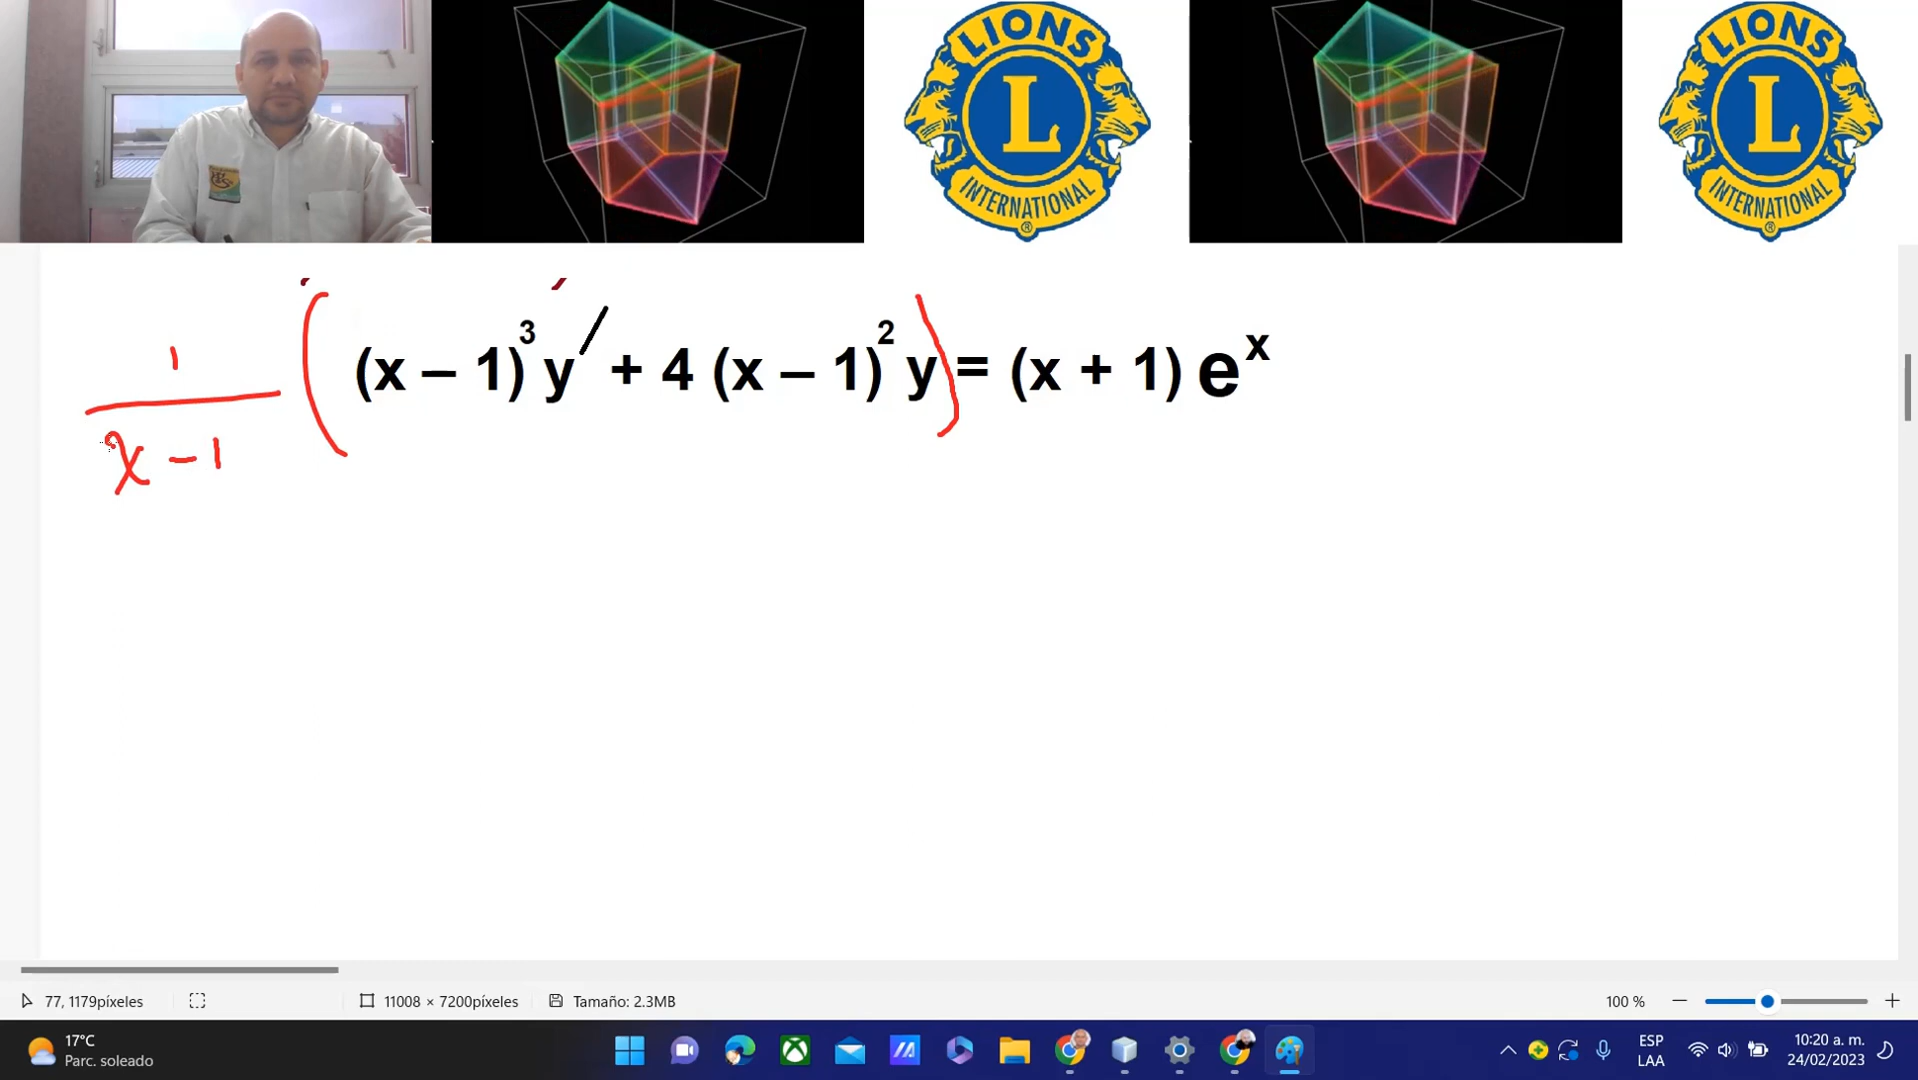 LIONS
L
INTERNATIONAL
®
LIONS
L
INTERNATIONAL
®
1
x - 1
( (x – 1)³ y′ + 4 (x – 1)² y ) = (x + 1) eˣ
77, 1179píxeles
11008 × 7200píxeles
Tamaño: 2.3MB
100 %
17°C
Parc. soleado
ESP
LAA
10:20 a. m.
24/02/2023